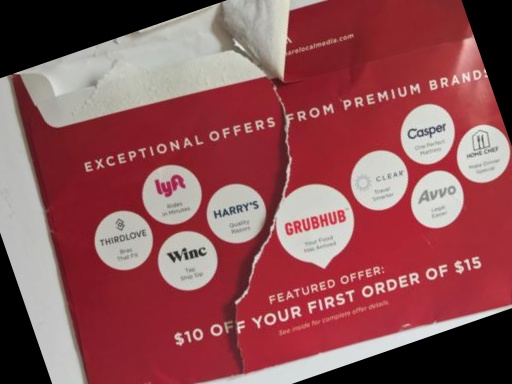 arelocalmedia.com
EXCEPTIONAL OFFERS FROM PREMIUM BRANDS
Casper
One Perfect
Mattress
HOME CHEF
Make Dinner
Special
lyft
Rides
in Minutes
CLEAR
Travel
Smarter
Avvo
Legal
Easier
HARRY'S
Quality
Razors
THIRDLOVE
Bras
That Fit
GRUBHUB
Your Food
Has Arrived
Winc
Tap
Ship Sip
FEATURED OFFER:
$10 OFF YOUR FIRST ORDER OF $15
See inside for complete offer details.